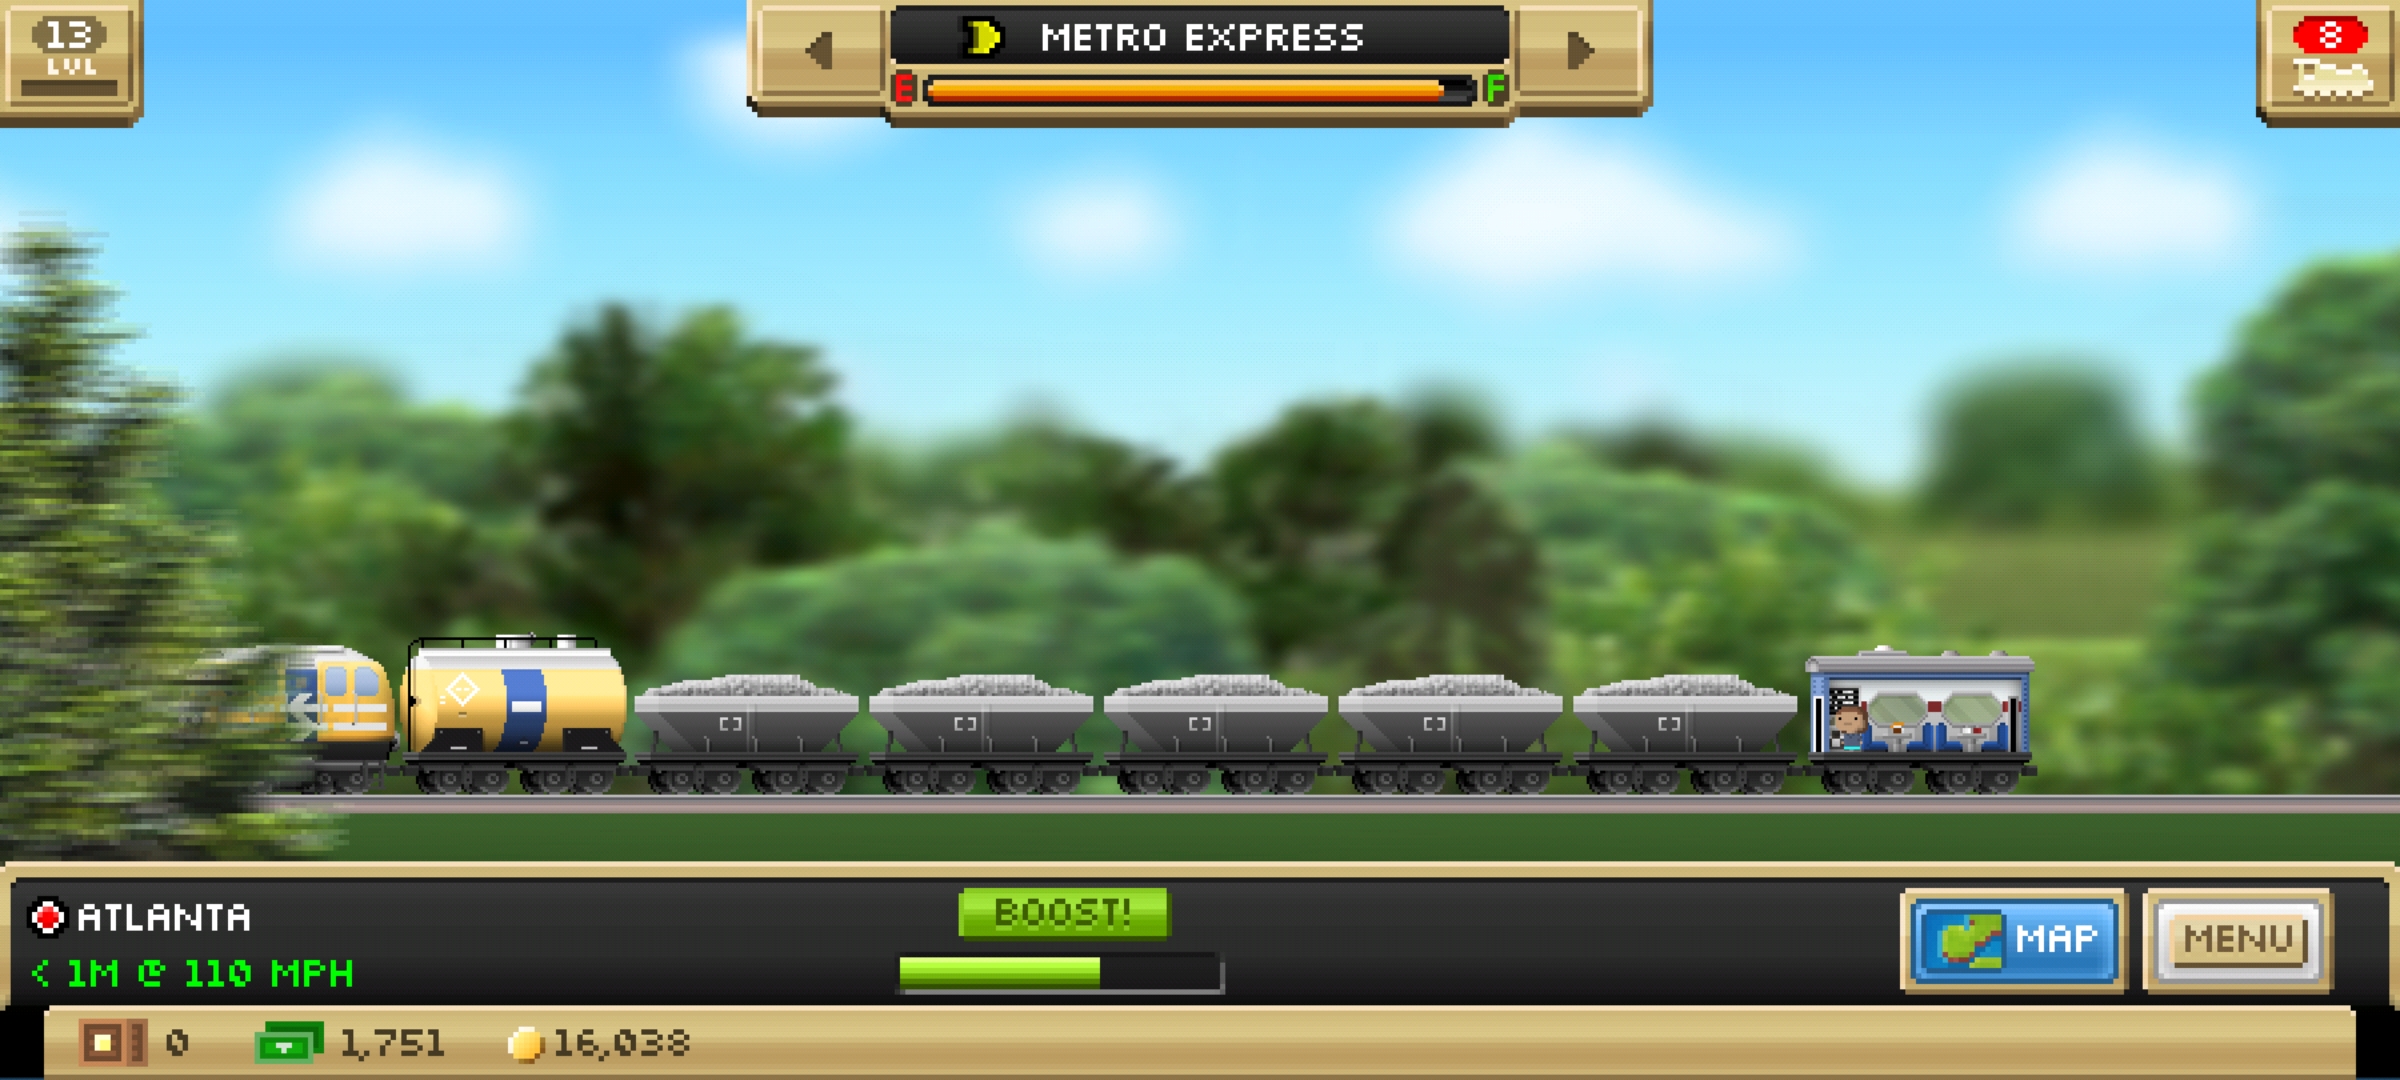 13
LVL
METRO EXPRESS
E F
8
ATLANTA
< 1M @ 110 MPH
BOOST!
MAP
MENU
0 1,751 16,038